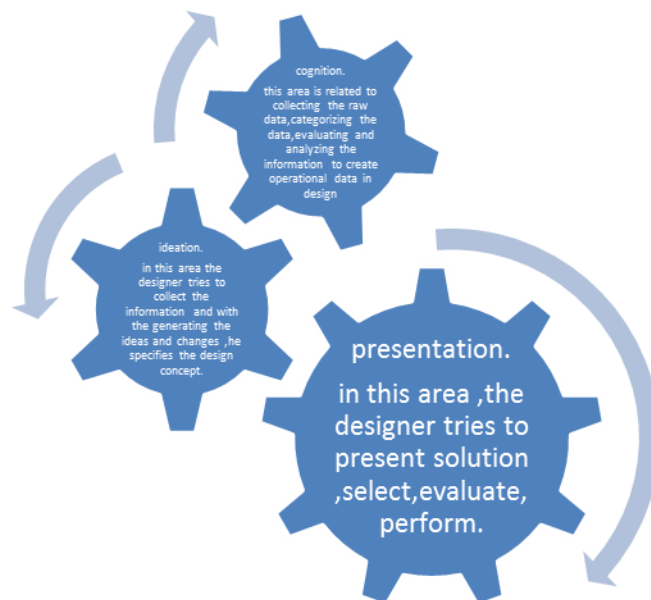 cognition.
this area is related to
collecting the raw
data,categorizing the
data,evaluating and
analyzing the
information to create
operational data in
design
ideation.
in this area the
designer tries to
collect the
information and with
the generating the
ideas and changes ,he
specifies the design
concept.
presentation.
in this area ,the
designer tries to
present solution
,select,evaluate,
perform.